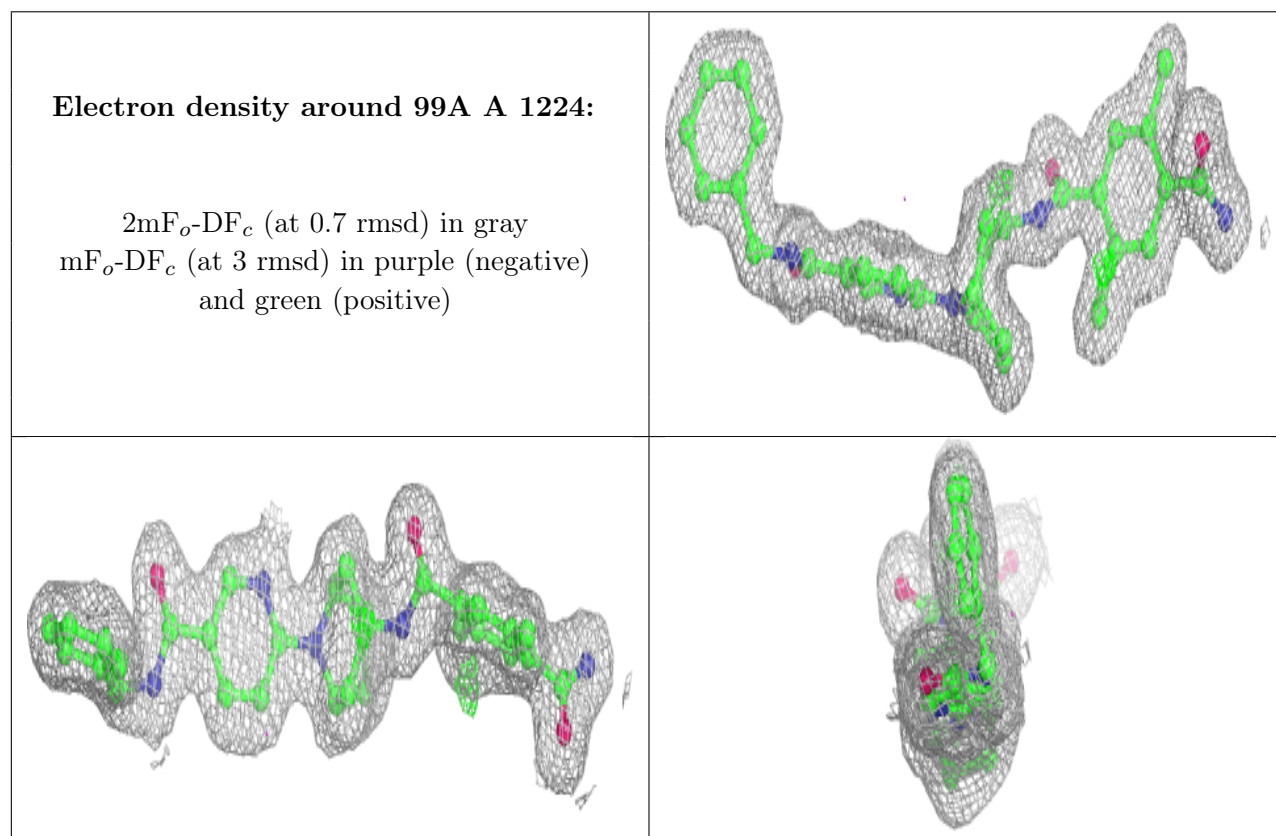 Electron density around 99A A 1224:
2mFₒ-DF𝑐 (at 0.7 rmsd) in gray
mFₒ-DF𝑐 (at 3 rmsd) in purple (negative)
and green (positive)